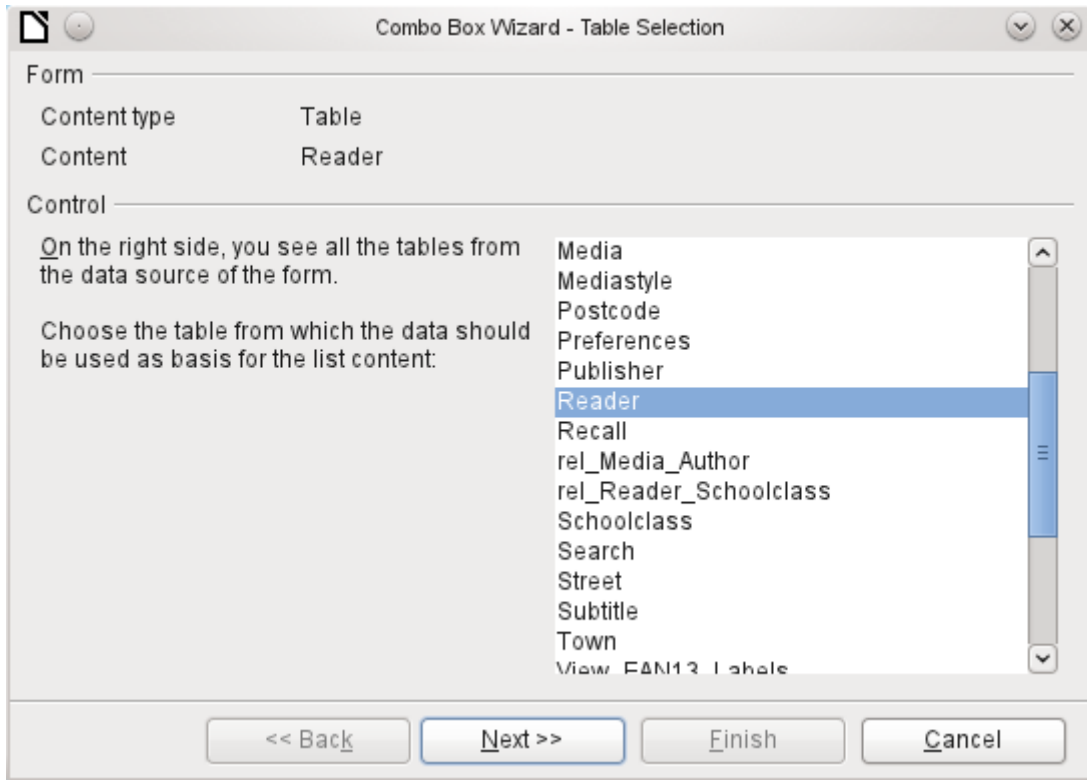 Combo Box Wizard - Table Selection
Form
Content type Table
Content Reader
Control
On the right side, you see all the tables from
the data source of the form.
Choose the table from which the data should
be used as basis for the list content:
Media
Mediastyle
Postcode
Preferences
Publisher
Reader
Recall
rel_Media_Author
rel_Reader_Schoolclass
Schoolclass
Search
Street
Subtitle
Town
View_EAN13_Labels
<< Back Next >> Finish Cancel